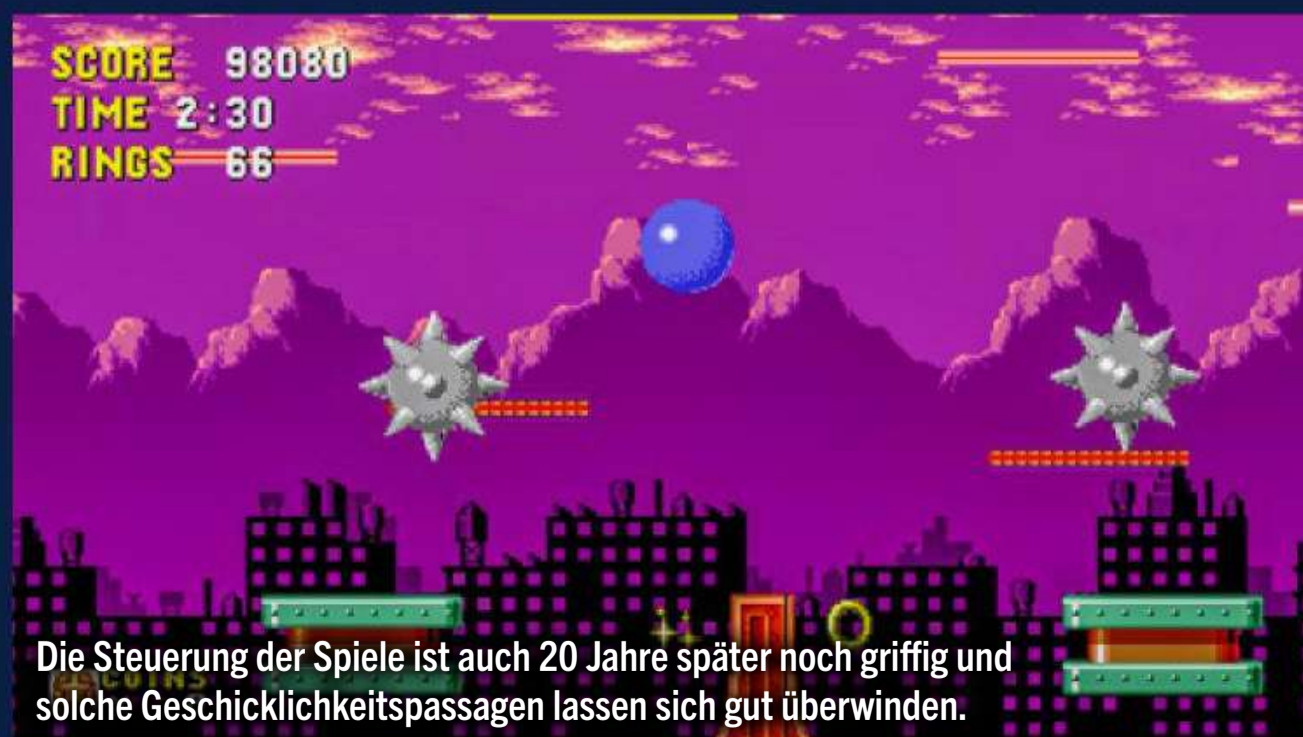 SCORE 98080
TIME 2:30
RINGS 66
COINS
Die Steuerung der Spiele ist auch 20 Jahre später noch griffig und
solche Geschicklichkeitspassagen lassen sich gut überwinden.